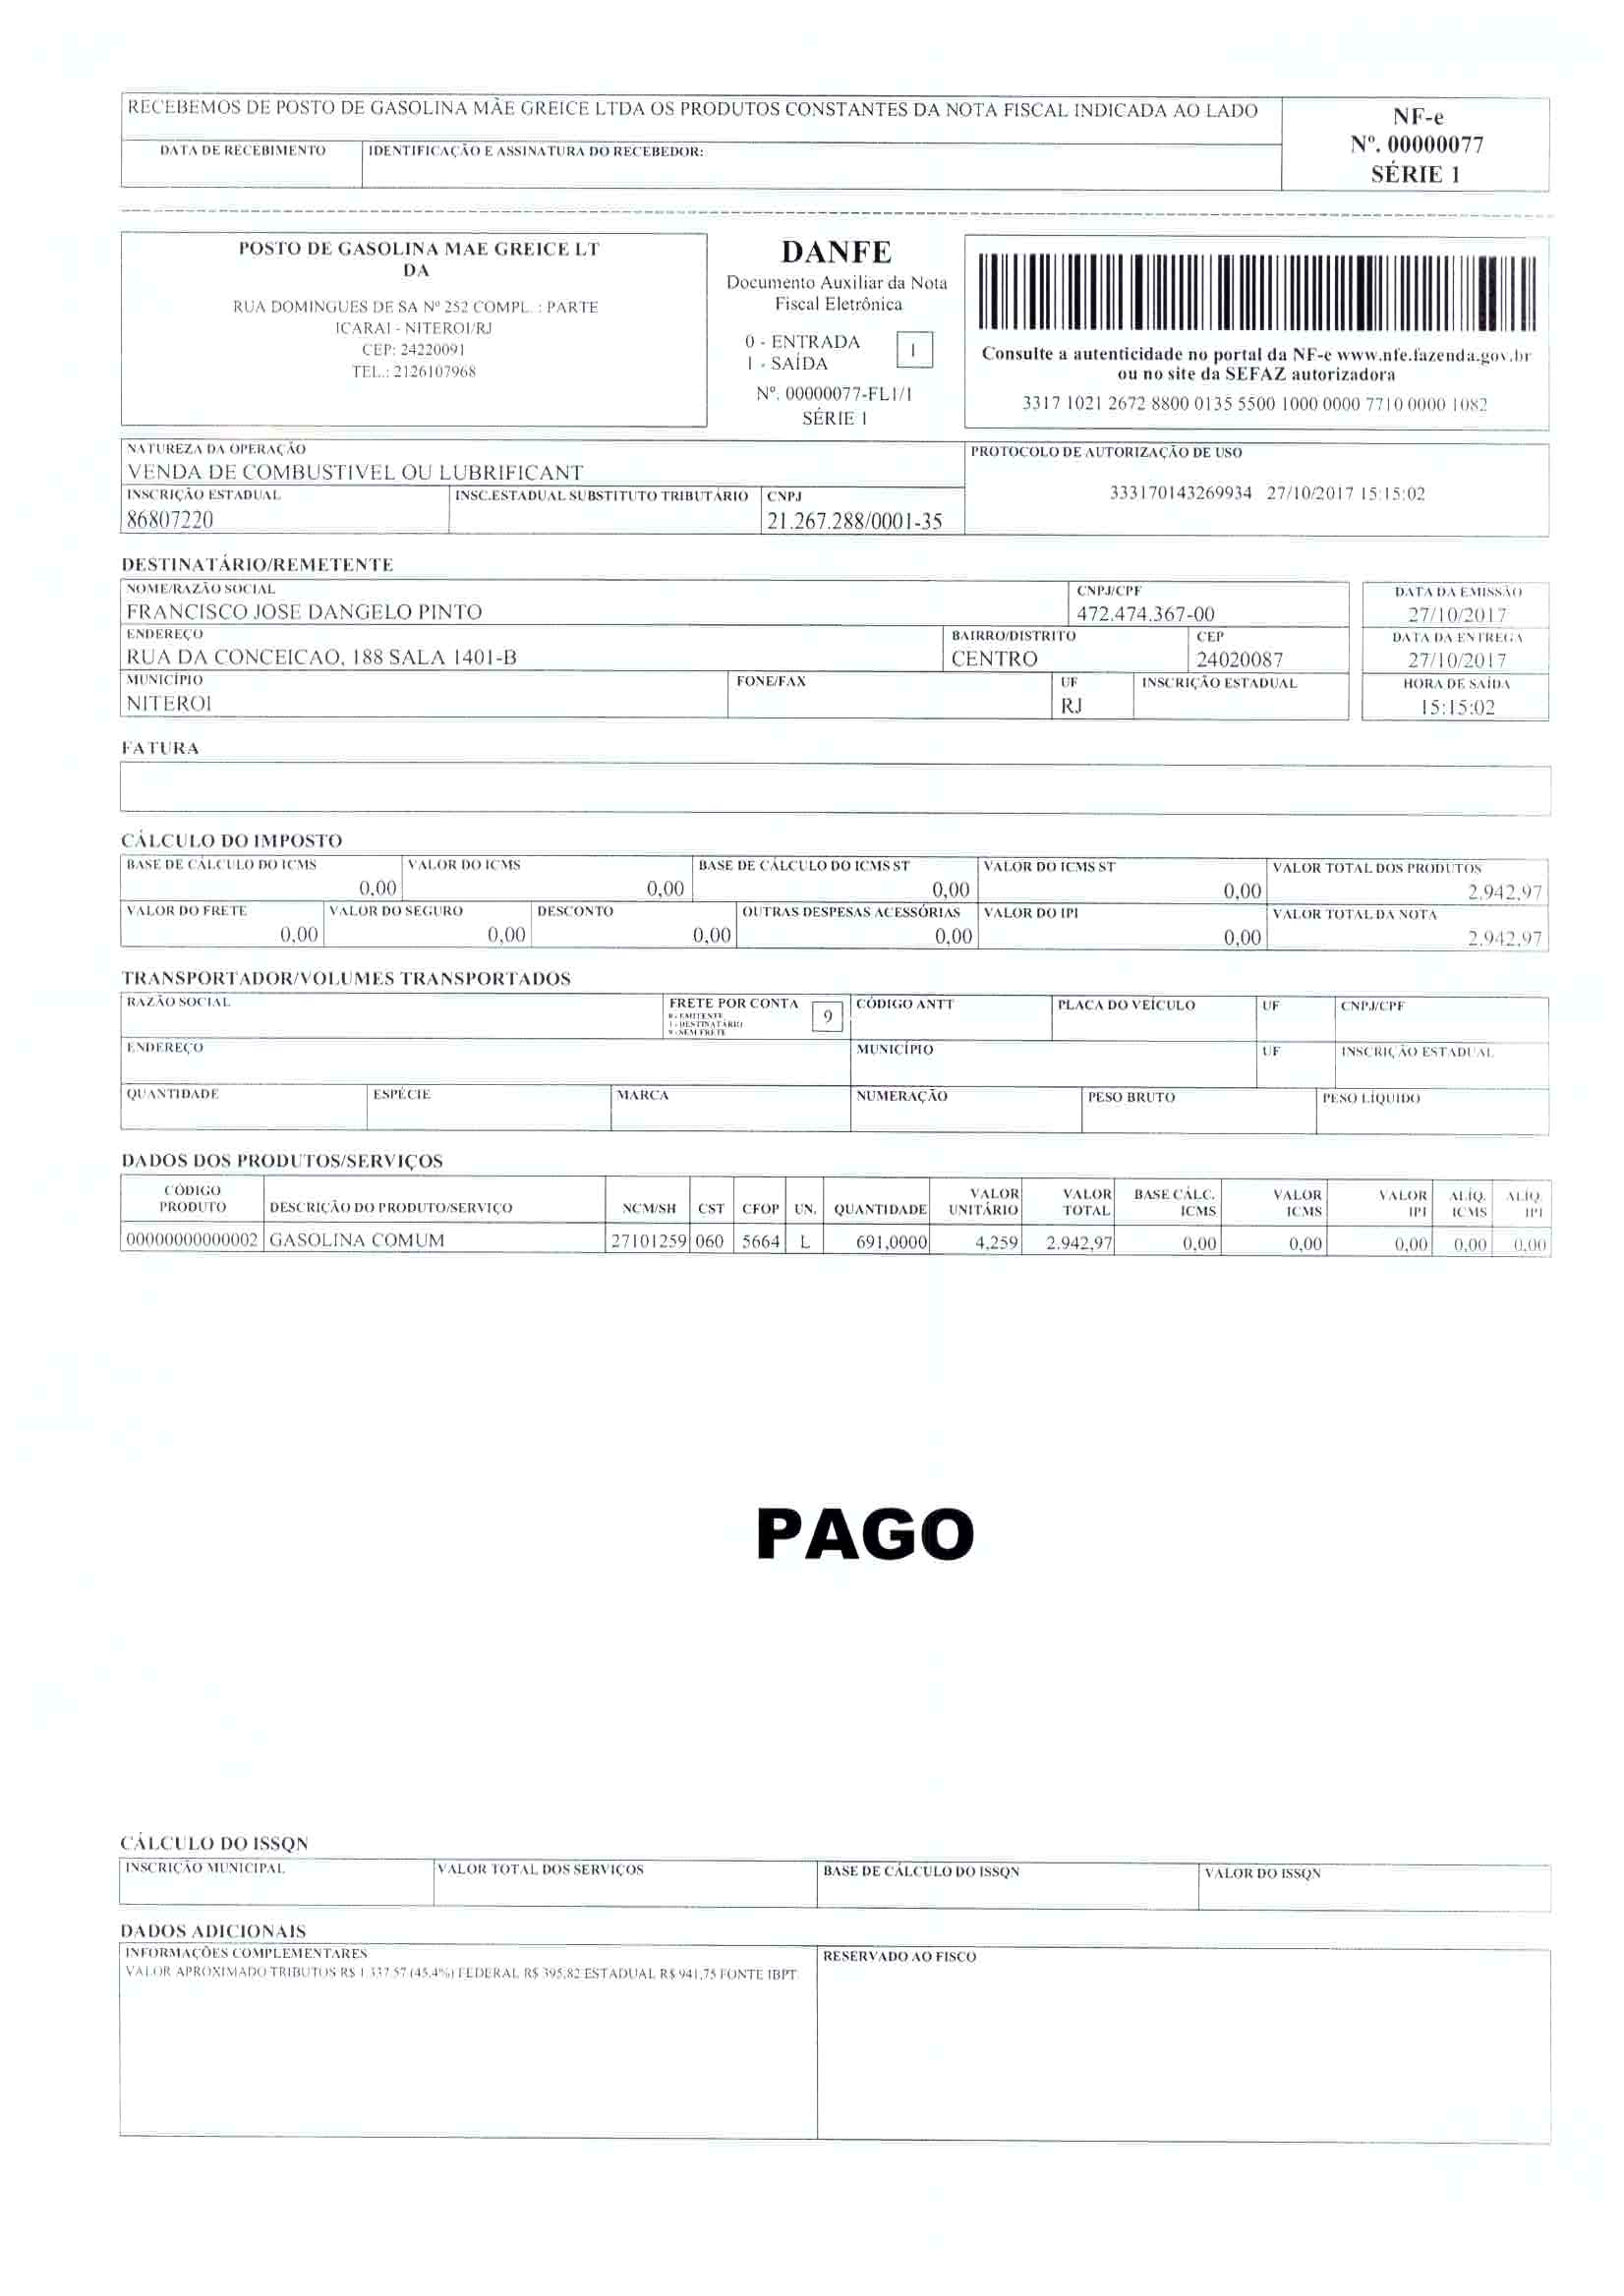 RECEBEMOS DE POSTO DE GASOLINA MÃE GREICE LTDA OS PRODUTOS CONSTANTES DA NOTA FISCAL INDICADA AO LADO
DATA DE RECEBIMENTO IDENTIFICAÇÃO E ASSINATURA DO RECEBEDOR:
NF-e
Nº. 00000077
SÉRIE 1
POSTO DE GASOLINA MAE GREICE LT
DA
RUA DOMINGUES DE SA Nº 252 COMPL. : PARTE
ICARAI - NITEROI/RJ
CEP: 24220091
TEL.: 2126107968
DANFE
Documento Auxiliar da Nota
Fiscal Eletrônica
0 - ENTRADA
1 - SAÍDA
1
Nº. 00000077-FL1/1
SÉRIE 1
Consulte a autenticidade no portal da NF-e www.nfe.fazenda.gov.br
ou no site da SEFAZ autorizadora
3317 1021 2672 8800 0135 5500 1000 0000 7710 0000 1082
NATUREZA DA OPERAÇÃO
VENDA DE COMBUSTIVEL OU LUBRIFICANT
PROTOCOLO DE AUTORIZAÇÃO DE USO
333170143269934 27/10/2017 15:15:02
INSCRIÇÃO ESTADUAL INSC.ESTADUAL SUBSTITUTO TRIBUTÁRIO CNPJ
86807220 21.267.288/0001-35
DESTINATÁRIO/REMETENTE
NOME/RAZÃO SOCIAL CNPJ/CPF DATA DA EMISSÃO
FRANCISCO JOSE DANGELO PINTO 472.474.367-00 27/10/2017
ENDEREÇO BAIRRO/DISTRITO CEP DATA DA ENTREGA
RUA DA CONCEICAO, 188 SALA 1401-B CENTRO 24020087 27/10/2017
MUNICÍPIO FONE/FAX UF INSCRIÇÃO ESTADUAL HORA DE SAÍDA
NITEROI RJ 15:15:02
FATURA
CÁLCULO DO IMPOSTO
BASE DE CÁLCULO DO ICMS VALOR DO ICMS BASE DE CÁLCULO DO ICMS ST VALOR DO ICMS ST VALOR TOTAL DOS PRODUTOS
0,00 0,00 0,00 0,00 2.942,97
VALOR DO FRETE VALOR DO SEGURO DESCONTO OUTRAS DESPESAS ACESSÓRIAS VALOR DO IPI VALOR TOTAL DA NOTA
0,00 0,00 0,00 0,00 0,00 2.942,97
TRANSPORTADOR/VOLUMES TRANSPORTADOS
RAZÃO SOCIAL FRETE POR CONTA CÓDIGO ANTT PLACA DO VEÍCULO UF CNPJ/CPF
0 - EMITENTE
1 - DESTINATÁRIO
9 - SEM FRETE
9
ENDEREÇO MUNICÍPIO UF INSCRIÇÃO ESTADUAL
QUANTIDADE ESPÉCIE MARCA NUMERAÇÃO PESO BRUTO PESO LÍQUIDO
DADOS DOS PRODUTOS/SERVIÇOS
CÓDIGO PRODUTO DESCRIÇÃO DO PRODUTO/SERVIÇO NCM/SH CST CFOP UN. QUANTIDADE VALOR UNITÁRIO VALOR TOTAL BASE CÁLC. ICMS VALOR ICMS VALOR IPI ALÍQ. ICMS ALÍQ. IPI
00000000000002 GASOLINA COMUM 27101259 060 5664 L 691,0000 4,259 2.942,97 0,00 0,00 0,00 0,00 0,00
PAGO
CÁLCULO DO ISSQN
INSCRIÇÃO MUNICIPAL VALOR TOTAL DOS SERVIÇOS BASE DE CÁLCULO DO ISSQN VALOR DO ISSQN
DADOS ADICIONAIS
INFORMAÇÕES COMPLEMENTARES RESERVADO AO FISCO
VALOR APROXIMADO TRIBUTOS R$ 1.337,57 (45,4%) FEDERAL R$ 395,82 ESTADUAL R$ 941,75 FONTE IBPT